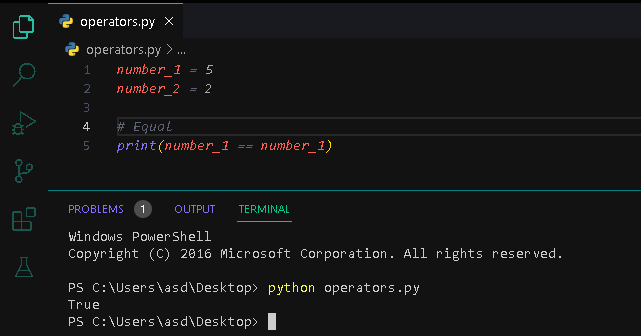 operators.py ×
operators.py > ...
1 number_1 = 5
2 number_2 = 2
3
4 # Equal
5 print(number_1 == number_1)
PROBLEMS 1 OUTPUT TERMINAL
Windows PowerShell
Copyright (C) 2016 Microsoft Corporation. All rights reserved.
PS C:\Users\asd\Desktop> python operators.py
True
PS C:\Users\asd\Desktop>